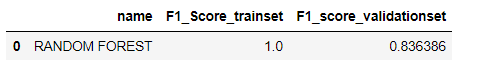 name F1_Score_trainset F1_score_validationset
0 RANDOM FOREST 1.0 0.836386